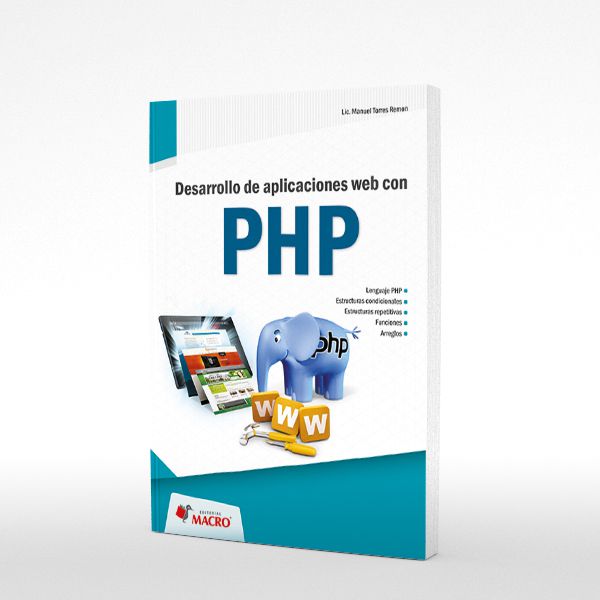 Lic. Manuel Torres Remon
Desarrollo de aplicaciones web con
PHP
Lenguaje PHP
Estructuras condicionales
Estructuras repetitivas
Funciones
Arreglos
php
W
W
W
EDITORIAL
MACRO®